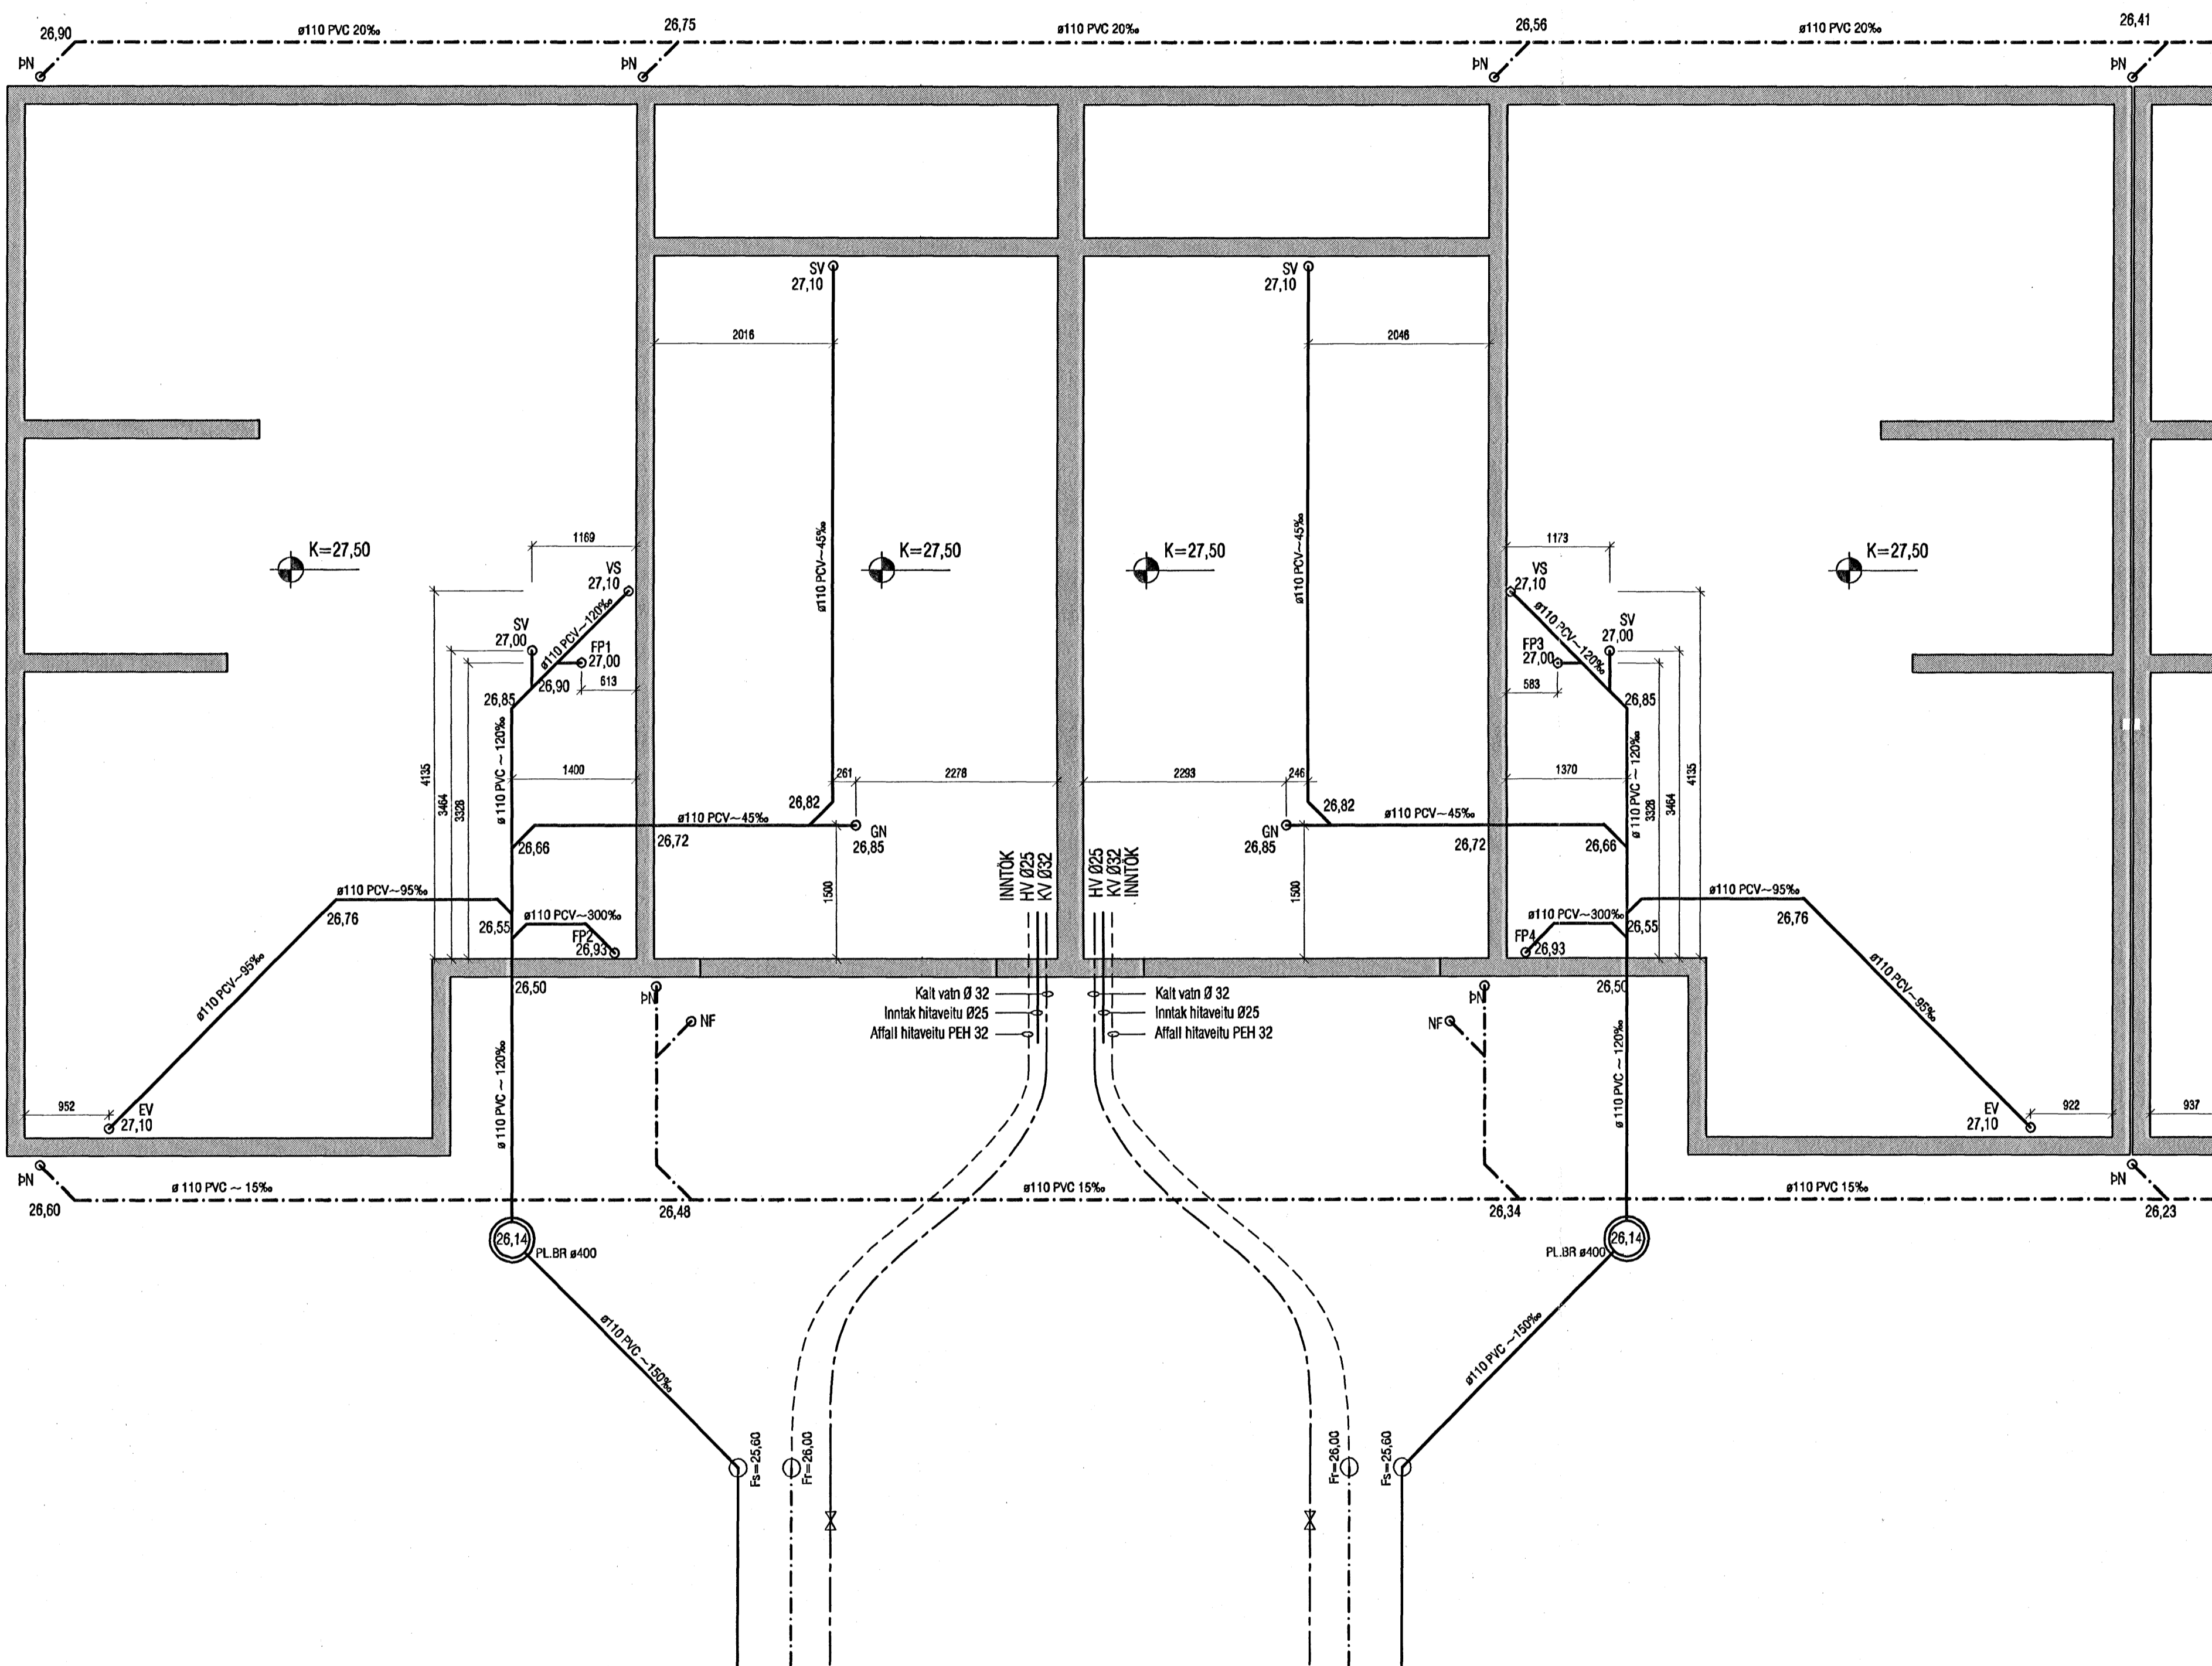 26,90
ø110 PVC 20‰
26,75
ø110 PVC 20‰
26,56
ø110 PVC 20‰
26,41
ÞN
ÞN
ÞN
ÞN
SV
27,10
SV
27,10
2016
2046
ø110 PCV~45‰
ø110 PCV~45‰
K=27,50
K=27,50
K=27,50
K=27,50
1169
1173
VS
27,10
VS
27,10
ø110 PCV~120‰
ø110 PCV~120‰
SV
27,00
SV
27,00
FP1
27,00
FP3
27,00
26,90
613
583
26,85
26,85
ø 110 PVC ~ 120‰
ø 110 PVC ~ 120‰
4135
3464
3328
1400
261
2278
2293
246
1370
3328
3464
4135
26,82
26,82
ø110 PCV~45‰
ø110 PCV~45‰
26,66
26,72
GN
26,85
GN
26,85
26,72
26,66
1500
1500
INNTÖK
HV Ø25
KV Ø32
HV Ø25
KV Ø32
INNTÖK
ø110 PCV~95‰
26,76
ø110 PCV~95‰
26,76
26,55
ø110 PCV~300‰
FP2
26,93
ø110 PCV~300‰
26,55
FP4
26,93
ø110 PCV~95‰
ø110 PCV~95‰
26,50
26,50
ÞN
NF
Kalt vatn Ø 32
Inntak hitaveitu Ø25
Affall hitaveitu PEH 32
Kalt vatn Ø 32
Inntak hitaveitu Ø25
Affall hitaveitu PEH 32
ÞN
NF
ø 110 PVC ~ 120‰
ø 110 PVC ~ 120‰
952
EV
27,10
EV
27,10
922
937
ÞN
26,60
ø 110 PVC ~ 15‰
26,48
ø110 PVC 15‰
26,34
ø110 PVC 15‰
ÞN
26,23
26,14
PL.BR ø400
PL.BR ø400
26,14
ø110 PVC ~150‰
ø110 PVC ~150‰
Fs=25,60
Fr=26,00
Fr=26,00
Fs=25,60